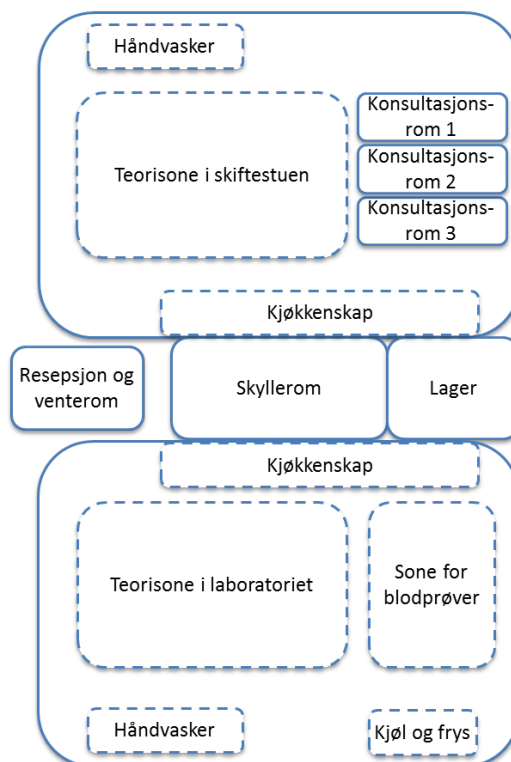 Håndvasker
Teorisone i skiftestuen
Konsultasjons-
rom 1
Konsultasjons-
rom 2
Konsultasjons-
rom 3
Kjøkkenskap
Resepsjon og
venterom
Skyllerom
Lager
Kjøkkenskap
Teorisone i laboratoriet
Sone for
blodprøver
Håndvasker
Kjøl og frys